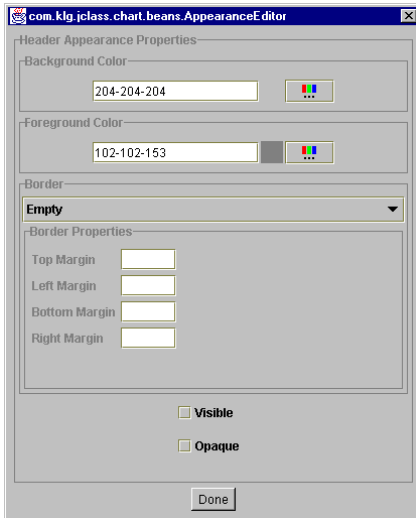 com.klg.jclass.chart.beans.AppearanceEditor
Header Appearance Properties
Background Color
204-204-204
Foreground Color
102-102-153
Border
Empty
Border Properties
Top Margin
Left Margin
Bottom Margin
Right Margin
Visible
Opaque
Done